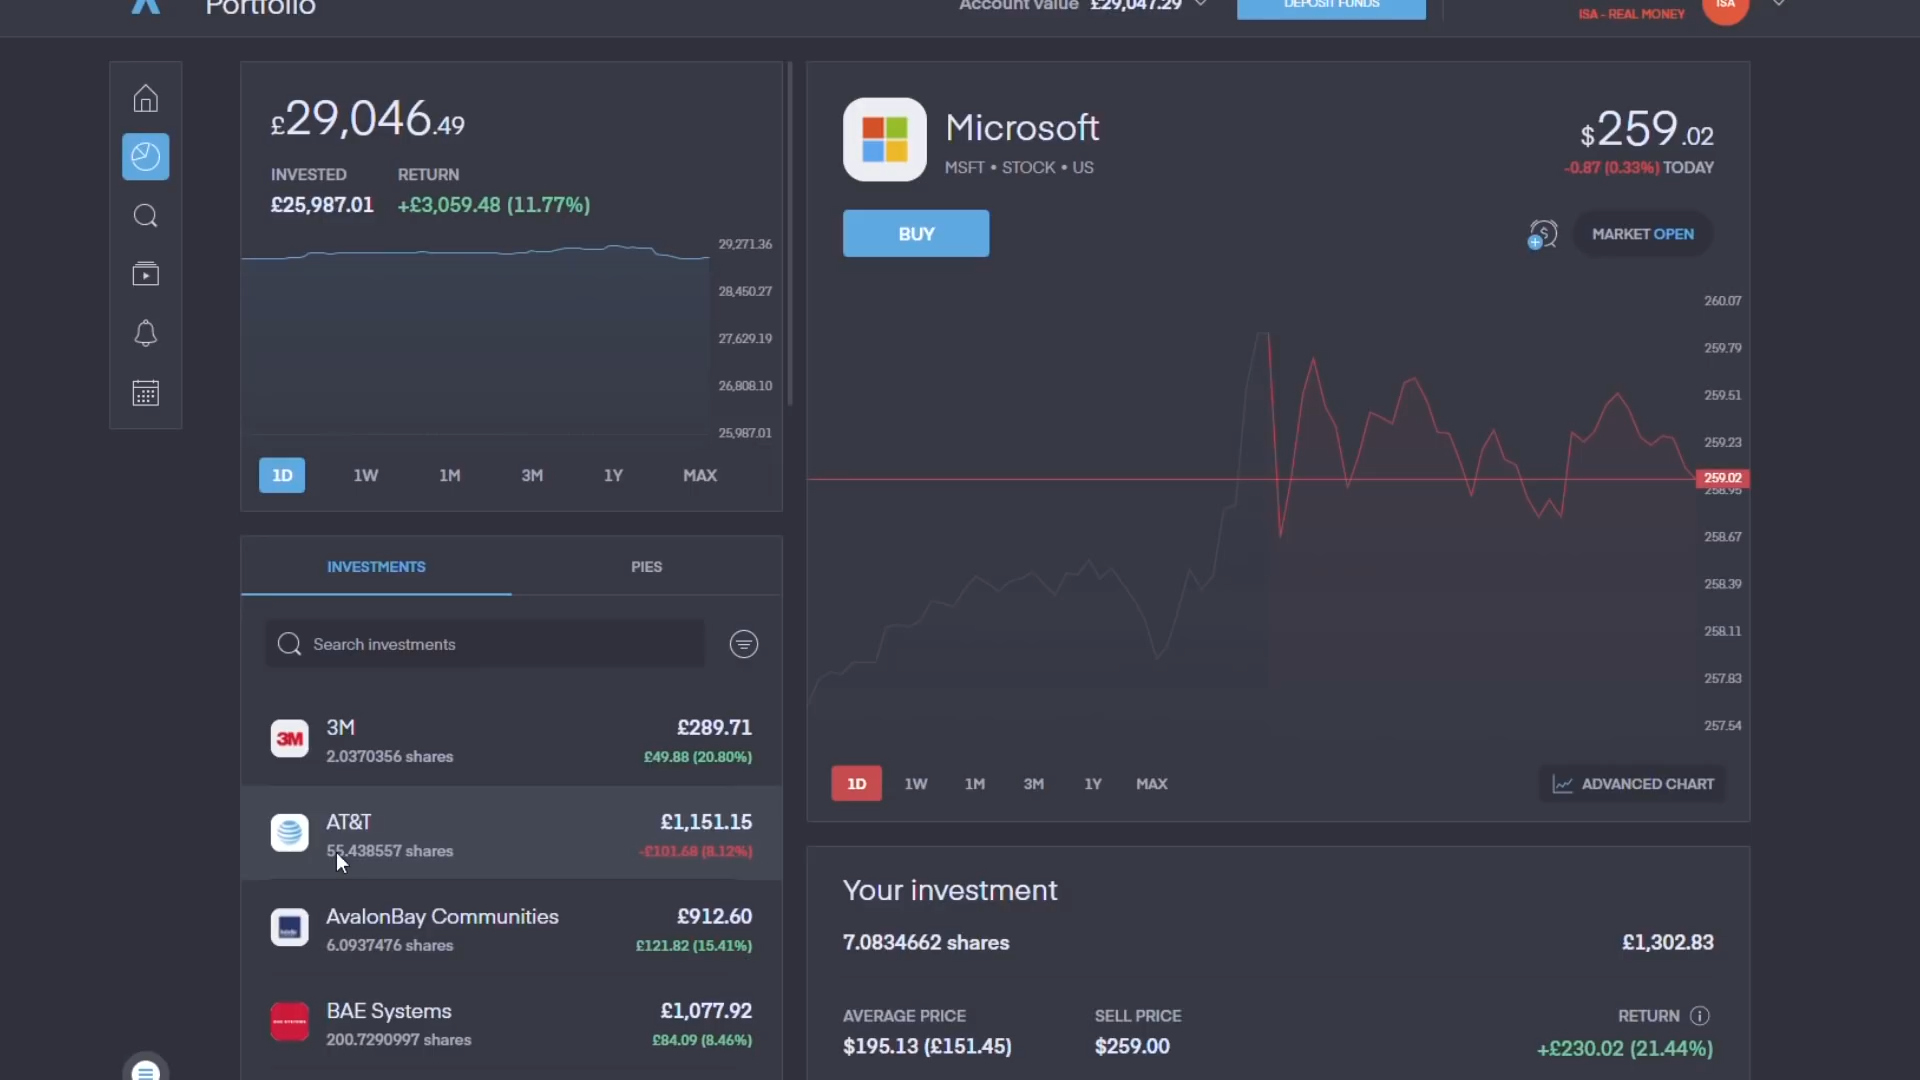 Portfolio
Account value £29,047.29
DEPOSIT FUNDS
ISA - REAL MONEY
ISA
£29,046.49
INVESTED RETURN
£25,987.01 +£3,059.48 (11.77%)
29,271.36
28,450.27
27,629.19
26,808.10
25,987.01
1D 1W 1M 3M 1Y MAX
INVESTMENTS PIES
Search investments
3M
3M £289.71
2.0370356 shares £49.88 (20.80%)
AT&T £1,151.15
55.438557 shares -£101.68 (8.12%)
AvalonBay Communities £912.60
6.0937476 shares £121.82 (15.41%)
BAE SYSTEMS
BAE Systems £1,077.92
200.7290997 shares £84.09 (8.46%)
Microsoft $259.02
MSFT • STOCK • US -0.87 (0.33%) TODAY
BUY
MARKET OPEN
260.07
259.79
259.51
259.23
259.02
258.95
258.67
258.39
258.11
257.83
257.54
1D 1W 1M 3M 1Y MAX
ADVANCED CHART
Your investment
7.0834662 shares £1,302.83
AVERAGE PRICE SELL PRICE RETURN
$195.13 (£151.45) $259.00 +£230.02 (21.44%)